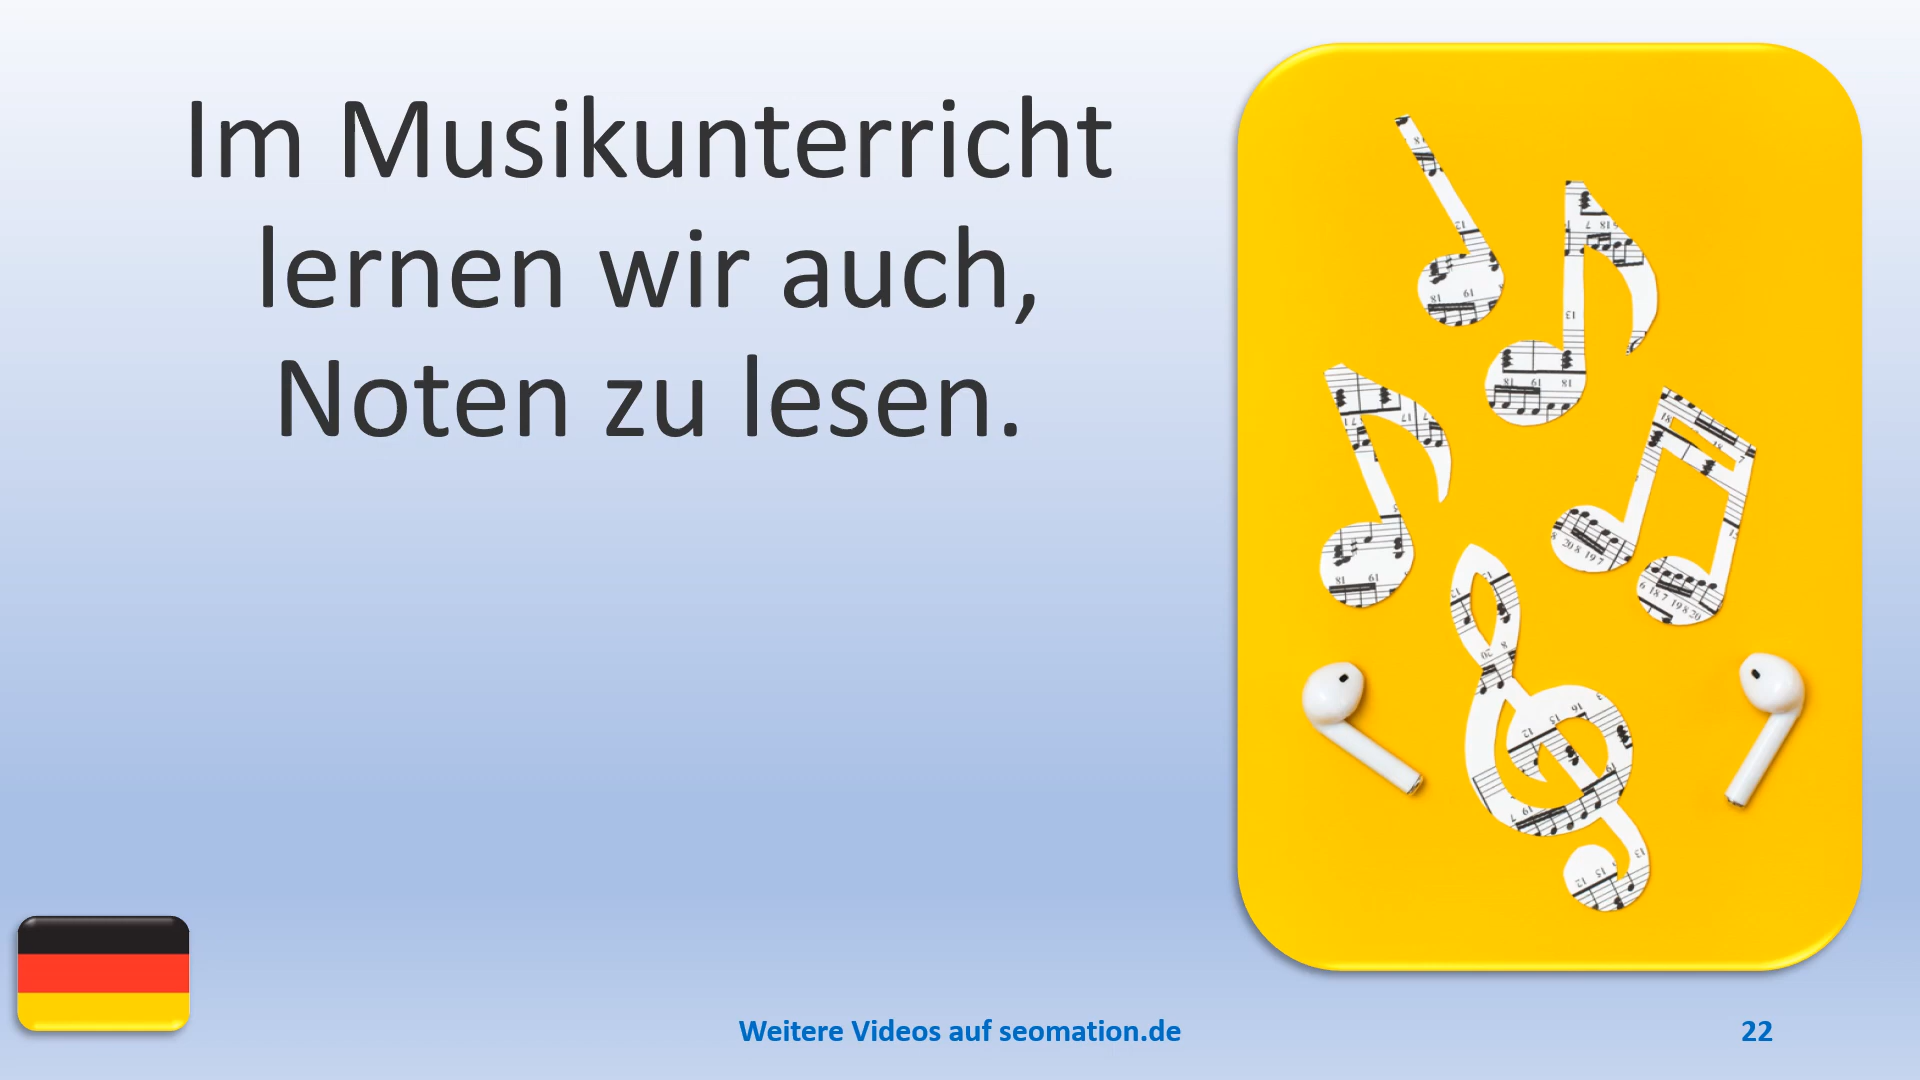 Im Musikunterricht
lernen wir auch,
Noten zu lesen.
Weitere Videos auf seomation.de
22